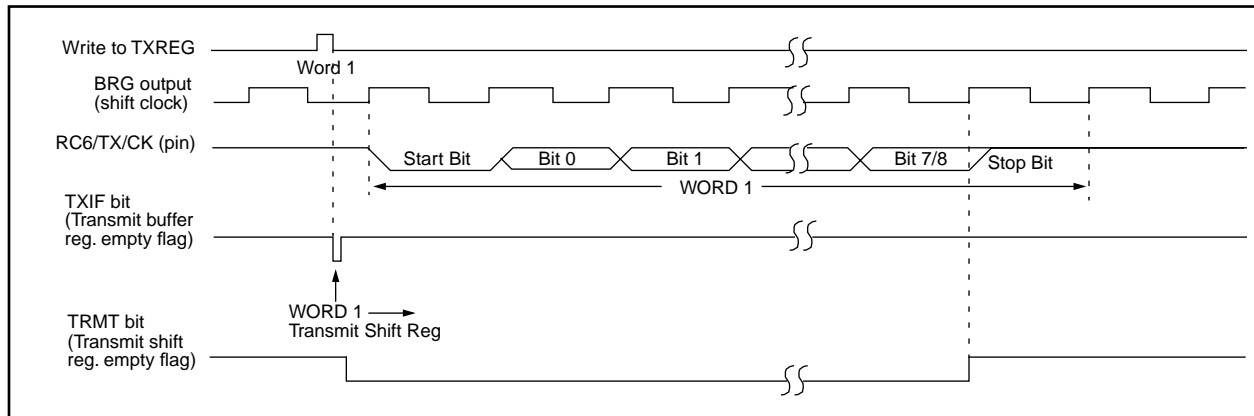 Write to TXREG
Word 1
BRG output
(shift clock)
RC6/TX/CK (pin)
Start Bit
Bit 0
Bit 1
Bit 7/8
Stop Bit
WORD 1
TXIF bit
(Transmit buffer
reg. empty flag)
WORD 1
Transmit Shift Reg
TRMT bit
(Transmit shift
reg. empty flag)